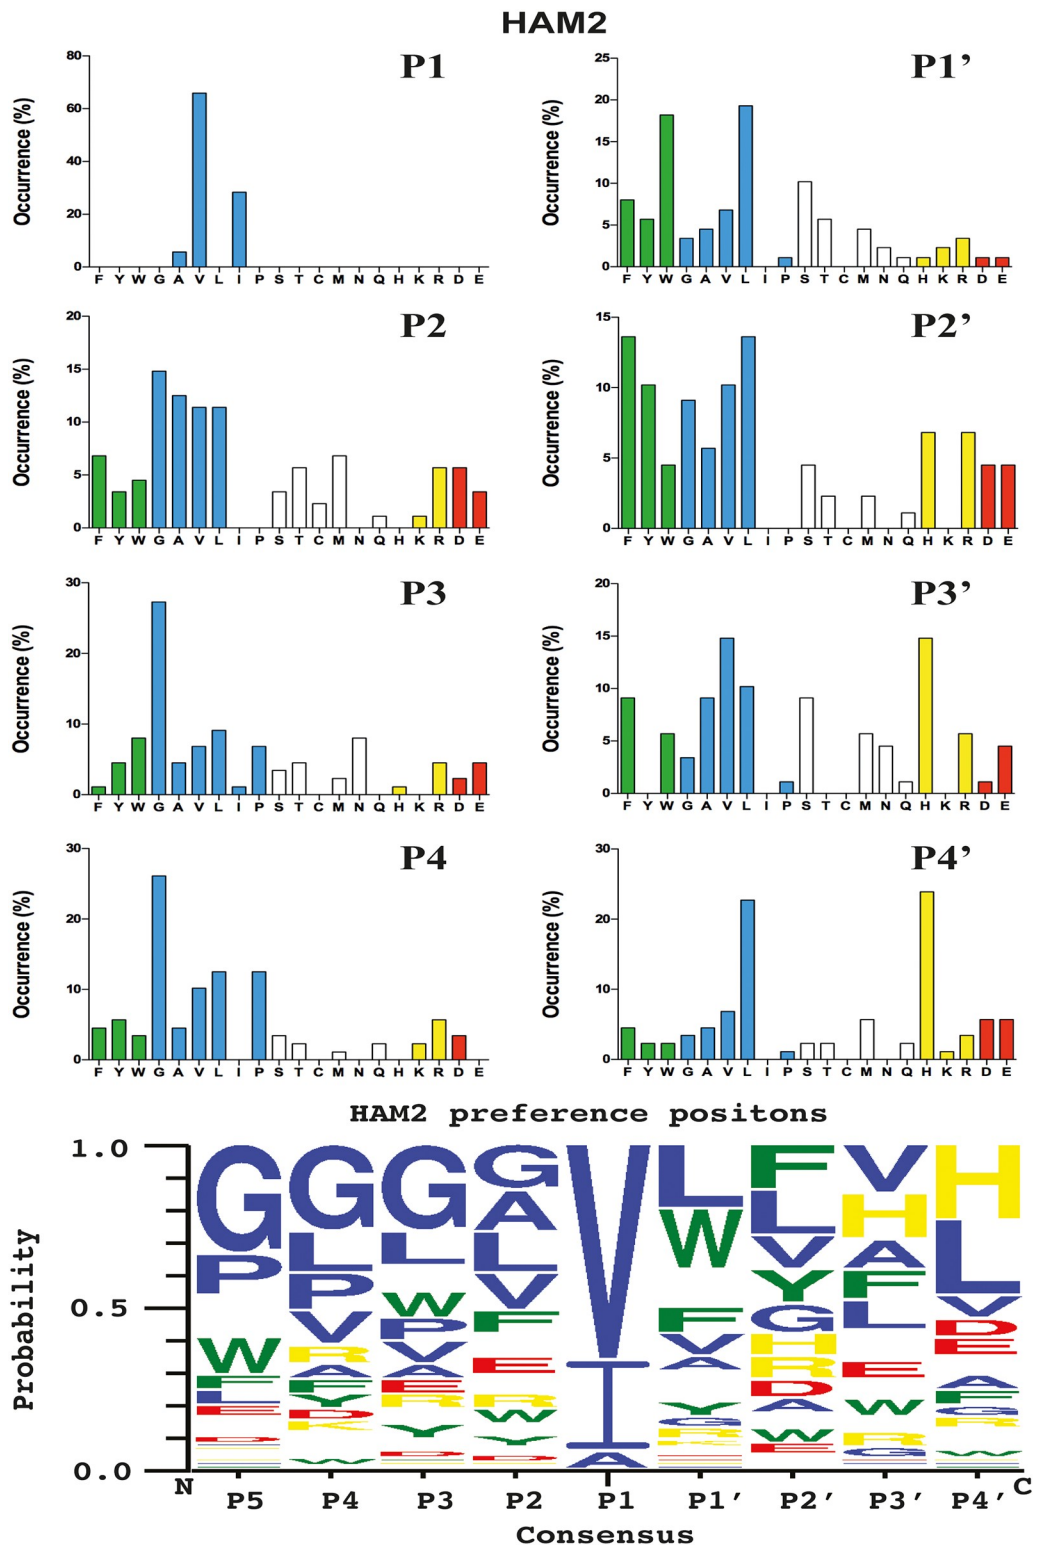 HAM2
P1
Occurrence (%)
80
60
40
20
0
F Y W G A V L I P S T C M N Q H K R D E
P1’
Occurrence (%)
25
20
15
10
5
0
F Y W G A V L I P S T C M N Q H K R D E
P2
Occurrence (%)
20
15
10
5
0
F Y W G A V L I P S T C M N Q H K R D E
P2’
Occurrence (%)
15
10
5
0
F Y W G A V L I P S T C M N Q H K R D E
P3
Occurrence (%)
30
20
10
0
F Y W G A V L I P S T C M N Q H K R D E
P3’
Occurrence (%)
20
15
10
5
0
F Y W G A V L I P S T C M N Q H K R D E
P4
Occurrence (%)
30
20
10
0
F Y W G A V L I P S T C M N Q H K R D E
P4’
Occurrence (%)
30
20
10
0
F Y W G A V L I P S T C M N Q H K R D E
HAM2 preference positons
Probability
1.0
0.5
0.0
G P W F L E D
G L P V R A F Y D K W
G L W P V A E R Y D
G A L V F E R W Y D
V I A
L W F V A Y G R K
F L V Y G H R D A W E
V H A F L E W R G
H L V D E A F G R W
N P5 P4 P3 P2 P1 P1′ P2′ P3′ P4′ C
Consensus